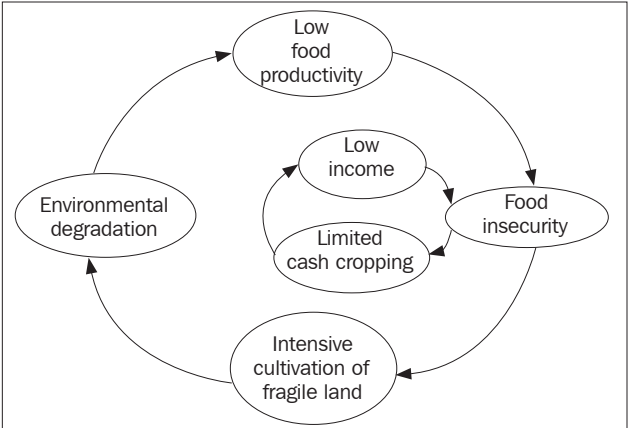 Low
food
productivity
Low
income
Food
insecurity
Environmental
degradation
Limited
cash cropping
Intensive
cultivation of
fragile land